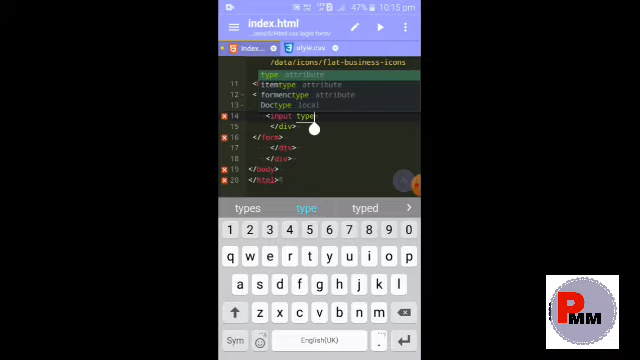 47% 10:15 pm
index.html
index... style.css
/data/icons/flat-business-icons
type attribute
itemtype attribute
formenctype attribute
Doctype local
11 <
12 <
13
14 <input type
15 </div>
16 </form>
17 </div>
18 </div>
19 </body>
20 </html>
types type typed
1 2 3 4 5 6 7 8 9 0
q w e r t y u i o p
a s d f g h j k l
z x c v b n m
Sym English(UK) .
PMM